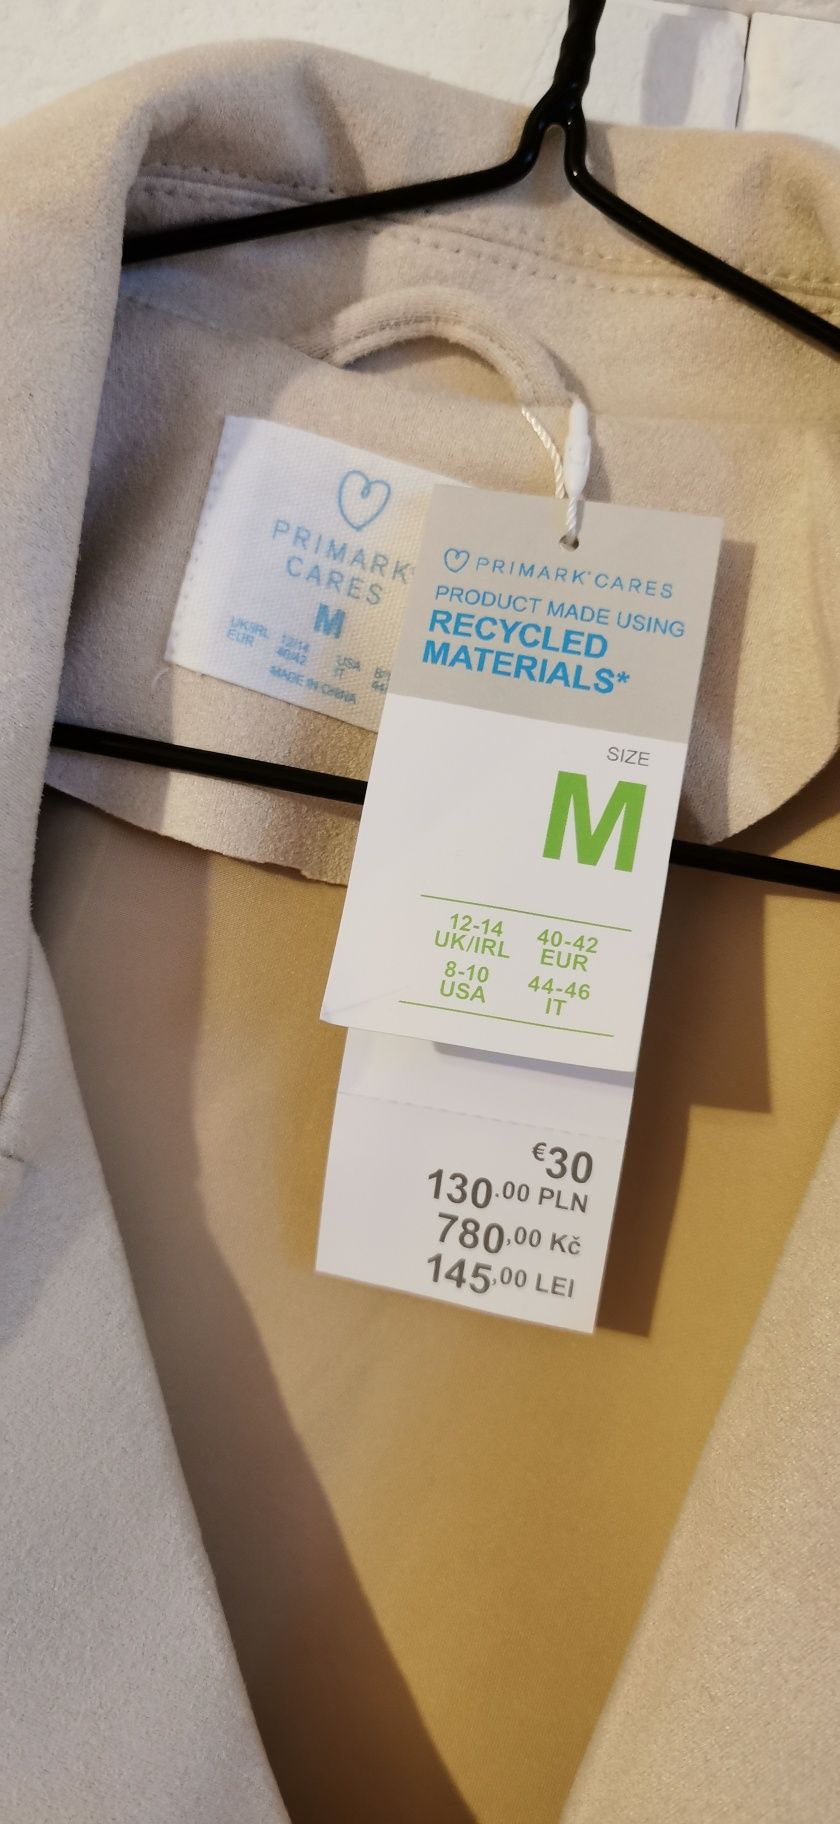 PRIMARK
CARES
M
UK/IRL 12/14 USA
EUR 40/42 IT
MADE IN CHINA
PRIMARK® CARES
PRODUCT MADE USING
RECYCLED
MATERIALS*
SIZE
M
12-14 40-42
UK/IRL EUR
8-10 44-46
USA IT
€30
130.00 PLN
780,00 Kč
145,00 LEI